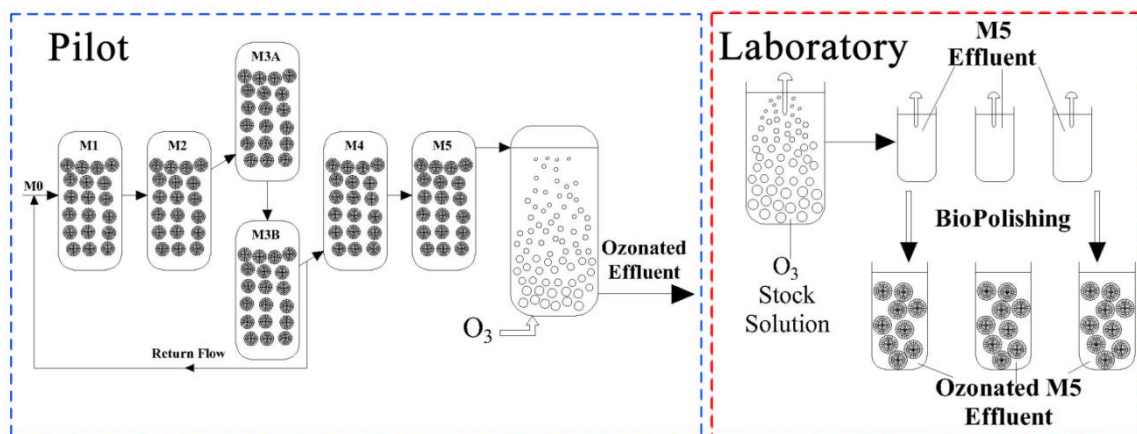 Pilot
M3A
M1
M2
M4
M5
M0
M3B
Return Flow
Ozonated
Effluent
O3
Laboratory
M5
Effluent
BioPolishing
O3
Stock
Solution
Ozonated M5
Effluent